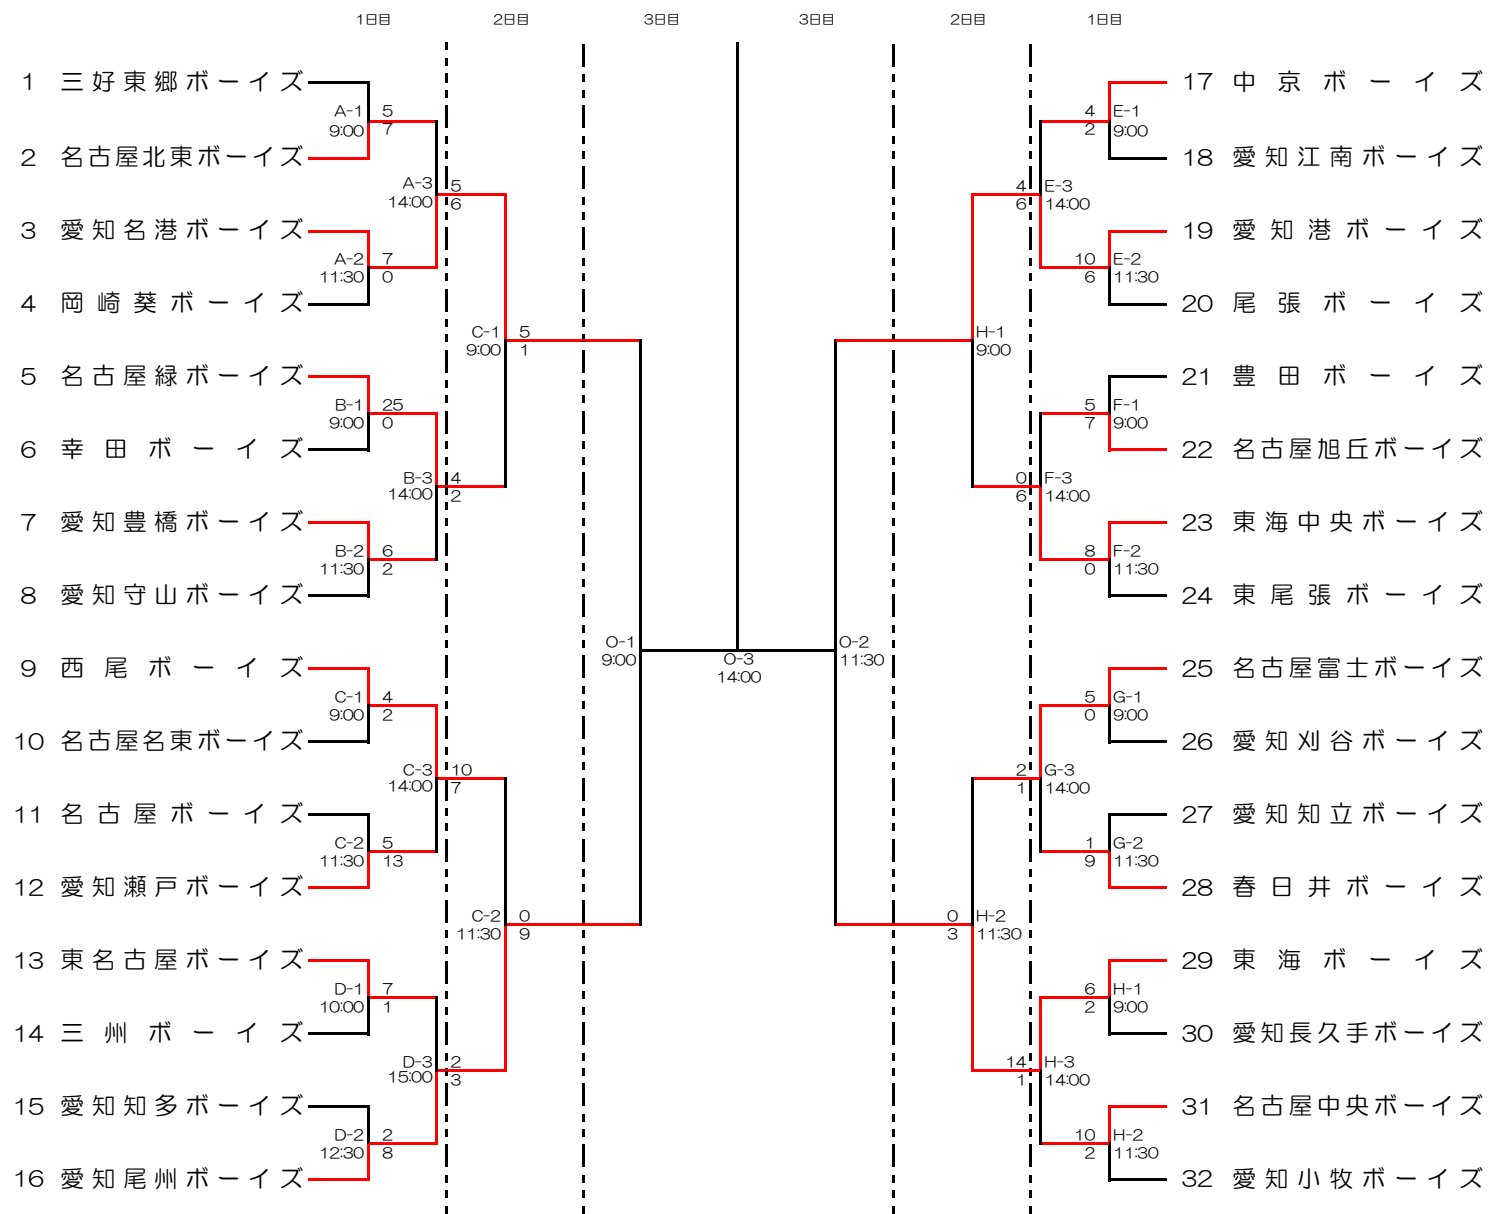 1日目 2日目 3日目 3日目 2日目 1日目
1 三好東郷ボーイズ
A-1 5
9:00 7
2 名古屋北東ボーイズ
A-3 5
14:00 6
3 愛知名港ボーイズ
A-2 7
11:30 0
4 岡崎葵ボーイズ
C-1 5
9:00 1
5 名古屋緑ボーイズ
B-1 25
9:00 0
6 幸田ボーイズ
B-3 4
14:00 2
7 愛知豊橋ボーイズ
B-2 6
11:30 2
8 愛知守山ボーイズ
O-1
9:00
9 西尾ボーイズ
C-1 4
9:00 2
10 名古屋名東ボーイズ
C-3 10
14:00 7
11 名古屋ボーイズ
C-2 5
11:30 13
12 愛知瀬戸ボーイズ
C-2 0
11:30 9
13 東名古屋ボーイズ
D-1 7
10:00 1
14 三州ボーイズ
D-3 2
15:00 3
15 愛知知多ボーイズ
D-2 2
12:30 8
16 愛知尾州ボーイズ
O-3
14:00
17 中京ボーイズ
4 E-1
2 9:00
18 愛知江南ボーイズ
4 E-3
6 14:00
19 愛知港ボーイズ
10 E-2
6 11:30
20 尾張ボーイズ
H-1
9:00
21 豊田ボーイズ
5 F-1
7 9:00
22 名古屋旭丘ボーイズ
0 F-3
6 14:00
23 東海中央ボーイズ
8 F-2
0 11:30
24 東尾張ボーイズ
O-2
11:30
25 名古屋富士ボーイズ
5 G-1
0 9:00
26 愛知刈谷ボーイズ
2 G-3
1 14:00
27 愛知知立ボーイズ
1 G-2
9 11:30
28 春日井ボーイズ
0 H-2
3 11:30
29 東海ボーイズ
6 H-1
2 9:00
30 愛知長久手ボーイズ
14 H-3
1 14:00
31 名古屋中央ボーイズ
10 H-2
2 11:30
32 愛知小牧ボーイズ